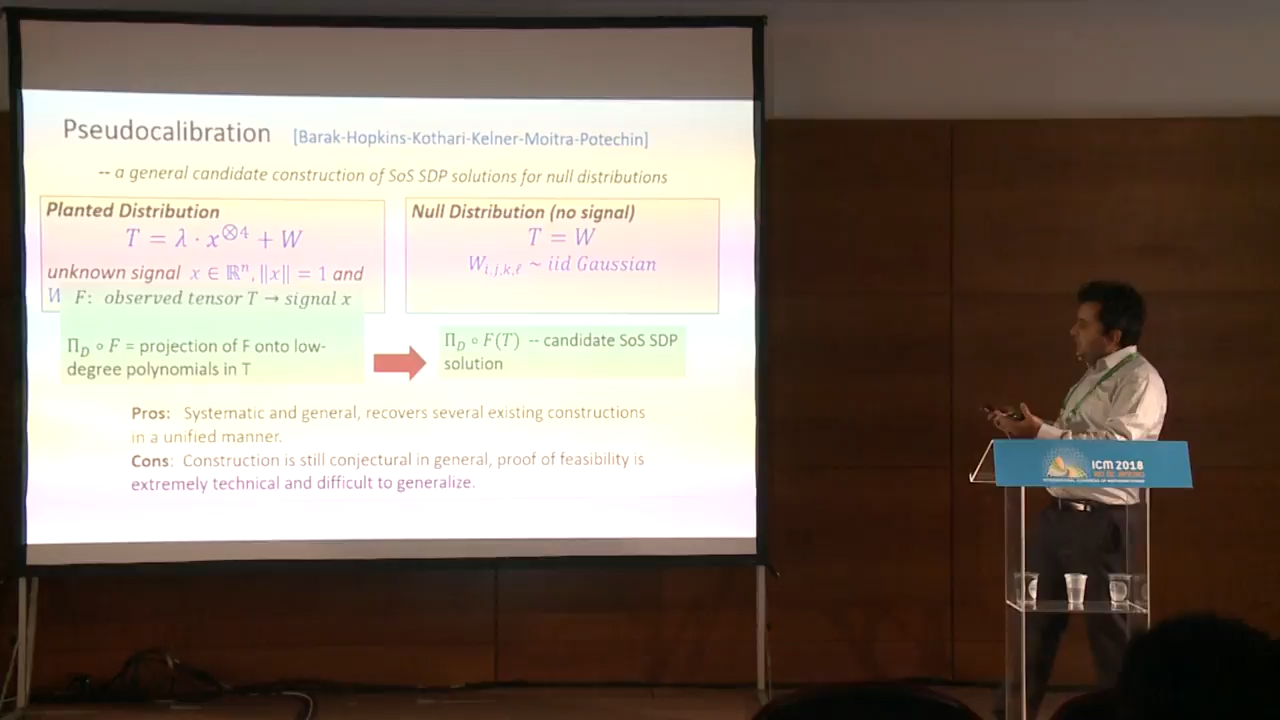 Pseudocalibration [Barak-Hopkins-Kothari-Kelner-Moitra-Potechin]
-- a general candidate construction of SoS SDP solutions for null distributions
Planted Distribution
T = λ · x^{⊗4} + W
unknown signal x ∈ ℝⁿ, ‖x‖ = 1 and
W
F: observed tensor T → signal x
Π_D ∘ F = projection of F onto low-
degree polynomials in T
Null Distribution (no signal)
T = W
W_{i,j,k,ℓ} ~ iid Gaussian
Π_D ∘ F(T) -- candidate SoS SDP
solution
Pros: Systematic and general, recovers several existing constructions
in a unified manner.
Cons: Construction is still conjectural in general, proof of feasibility is
extremely technical and difficult to generalize.
ICM 2018